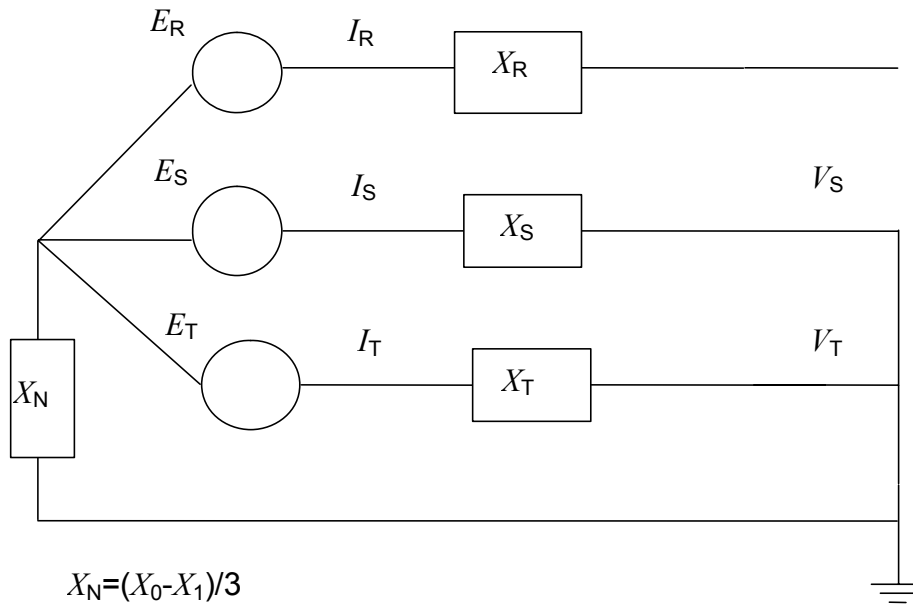 E_R I_R X_R
E_S I_S X_S V_S
E_T I_T X_T V_T
X_N
X_N=(X_0-X_1)/3